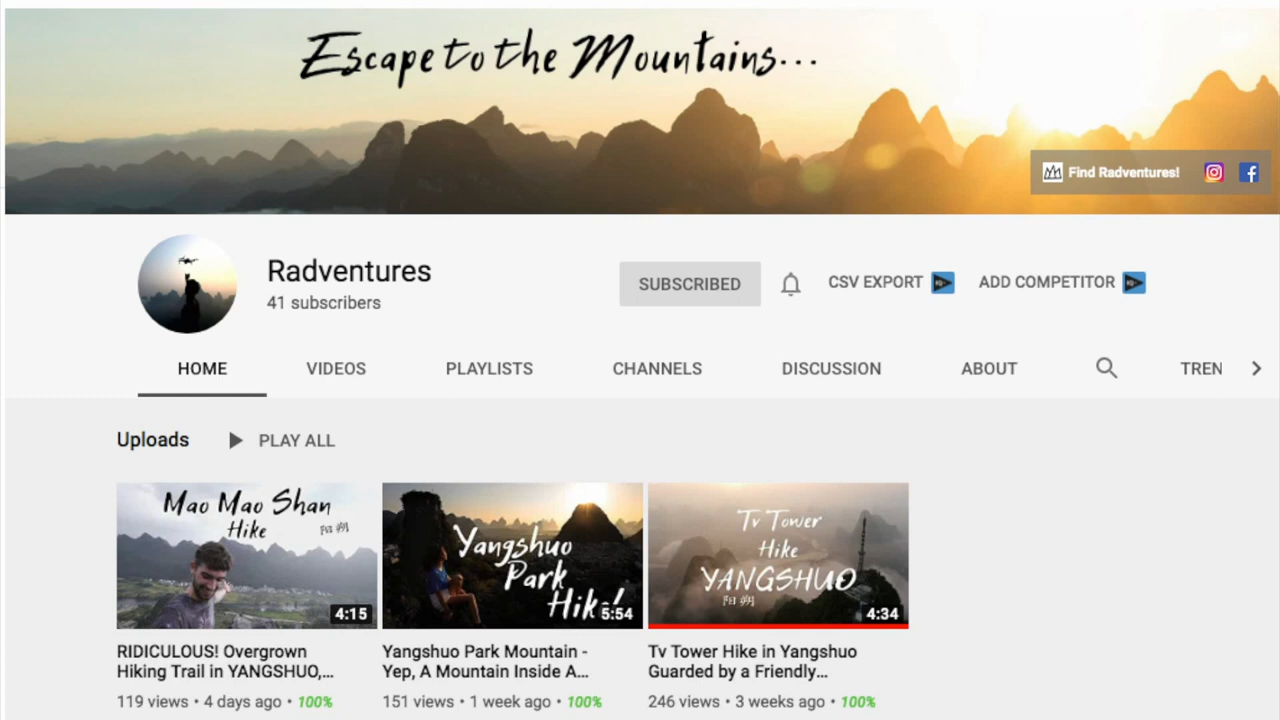 Escape to the Mountains...
Find Radventures!
Radventures
41 subscribers
SUBSCRIBED
CSV EXPORT
ADD COMPETITOR
HOME
VIDEOS
PLAYLISTS
CHANNELS
DISCUSSION
ABOUT
TREN
Uploads
PLAY ALL
Mao Mao Shan
Hike
阳朔
4:15
Yangshuo
Park
Hike!
5:54
Tv Tower
Hike
YANGSHUO
阳朔
4:34
RIDICULOUS! Overgrown
Hiking Trail in YANGSHUO,...
119 views • 4 days ago • 100%
Yangshuo Park Mountain -
Yep, A Mountain Inside A...
151 views • 1 week ago • 100%
Tv Tower Hike in Yangshuo
Guarded by a Friendly...
246 views • 3 weeks ago • 100%